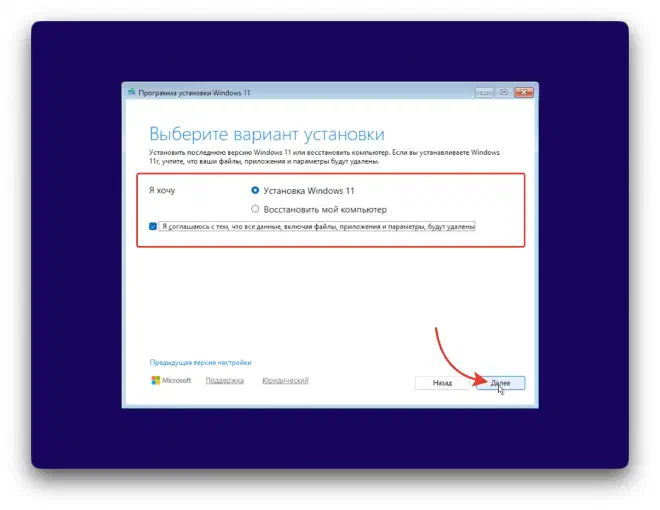 Программа установки Windows 11
Выберите вариант установки
Установить последнюю версию Windows 11 или восстановить компьютер. Если вы устанавливаете Windows
11r, учтите, что ваши файлы, приложения и параметры будут удалены.
Я хочу
Установка Windows 11
Восстановить мой компьютер
Я соглашаюсь с тем, что все данные, включая файлы, приложения и параметры, будут удалены
Предыдущая версия настройки
Microsoft Поддержка Юридический
Назад Далее